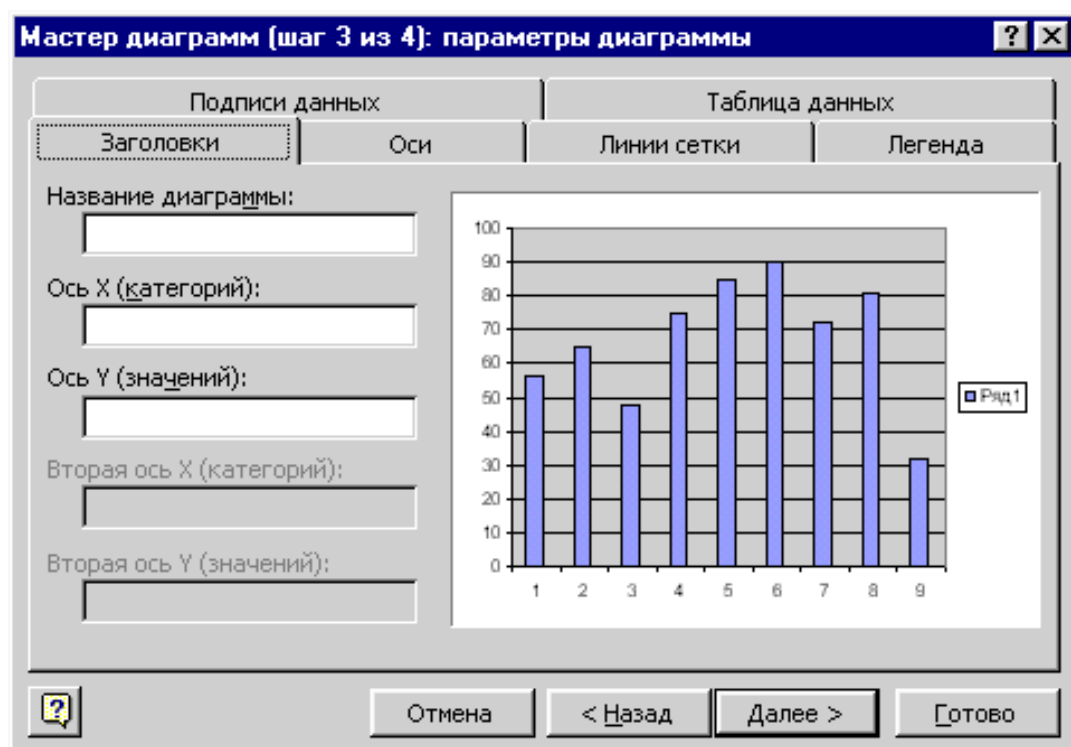 Мастер диаграмм (шаг 3 из 4): параметры диаграммы
Подписи данных
Таблица данных
Заголовки
Оси
Линии сетки
Легенда
Название диаграммы:
Ось X (категорий):
Ось Y (значений):
Вторая ось X (категорий):
Вторая ось Y (значений):
100
90
80
70
60
50
40
30
20
10
0
1 2 3 4 5 6 7 8 9
Ряд1
Отмена
< Назад
Далее >
Готово